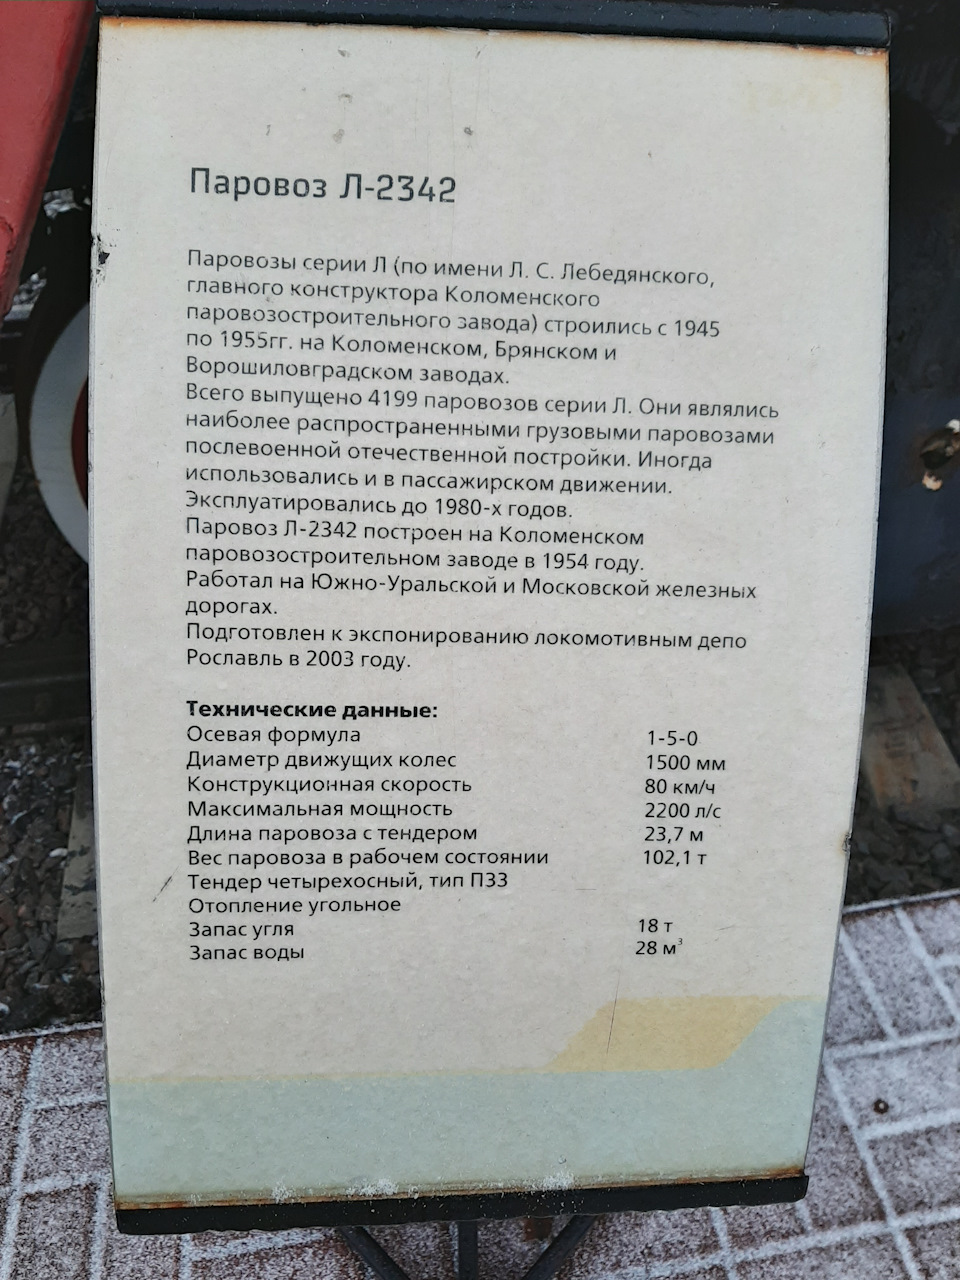 Паровоз Л-2342
Паровозы серии Л (по имени Л. С. Лебедянского,
главного конструктора Коломенского
паровозостроительного завода) строились с 1945
по 1955гг. на Коломенском, Брянском и
Ворошиловградском заводах.
Всего выпущено 4199 паровозов серии Л. Они являлись
наиболее распространенными грузовыми паровозами
послевоенной отечественной постройки. Иногда
использовались и в пассажирском движении.
Эксплуатировались до 1980-х годов.
Паровоз Л-2342 построен на Коломенском
паровозостроительном заводе в 1954 году.
Работал на Южно-Уральской и Московской железных
дорогах.
Подготовлен к экспонированию локомотивным депо
Рославль в 2003 году.
Технические данные:
Осевая формула 1-5-0
Диаметр движущих колес 1500 мм
Конструкционная скорость 80 км/ч
Максимальная мощность 2200 л/с
Длина паровоза с тендером 23,7 м
Вес паровоза в рабочем состоянии 102,1 т
Тендер четырехосный, тип П33
Отопление угольное
Запас угля 18 т
Запас воды 28 м³